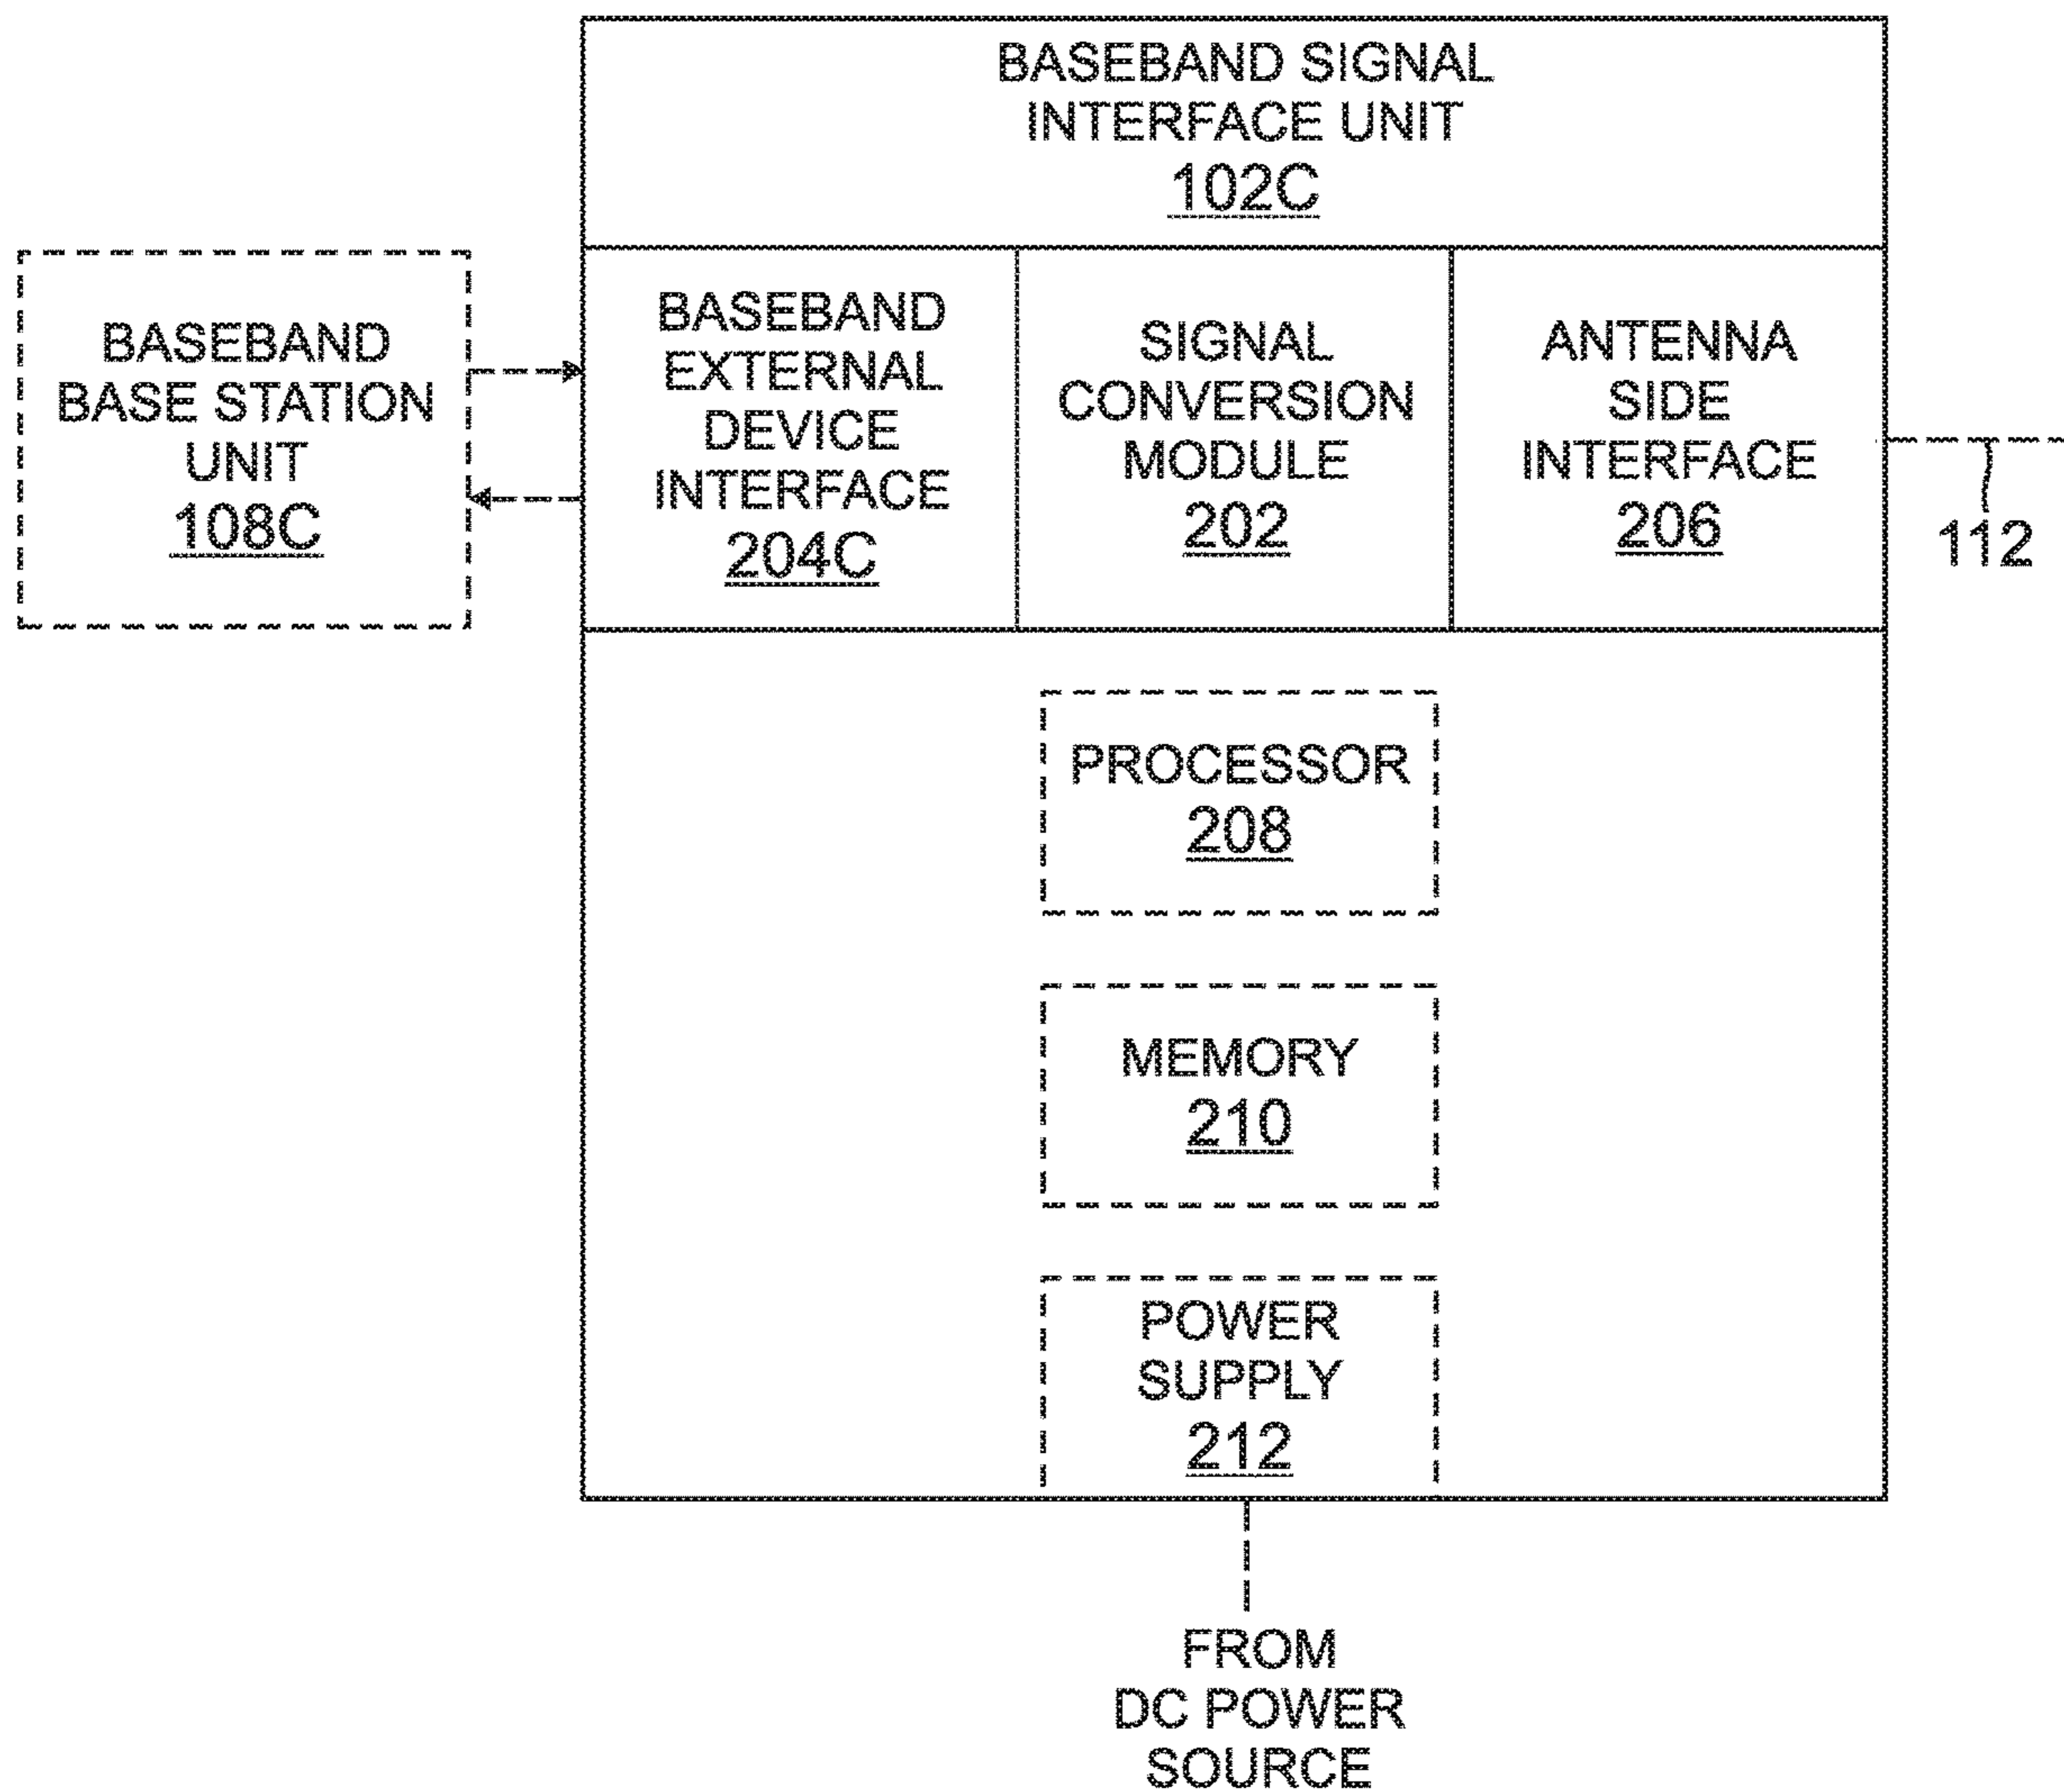 BASEBAND SIGNAL
INTERFACE UNIT
102C
BASEBAND
BASE STATION
UNIT
108C
BASEBAND
EXTERNAL
DEVICE
INTERFACE
204C
SIGNAL
CONVERSION
MODULE
202
ANTENNA
SIDE
INTERFACE
206
112
PROCESSOR
208
MEMORY
210
POWER
SUPPLY
212
FROM
DC POWER
SOURCE